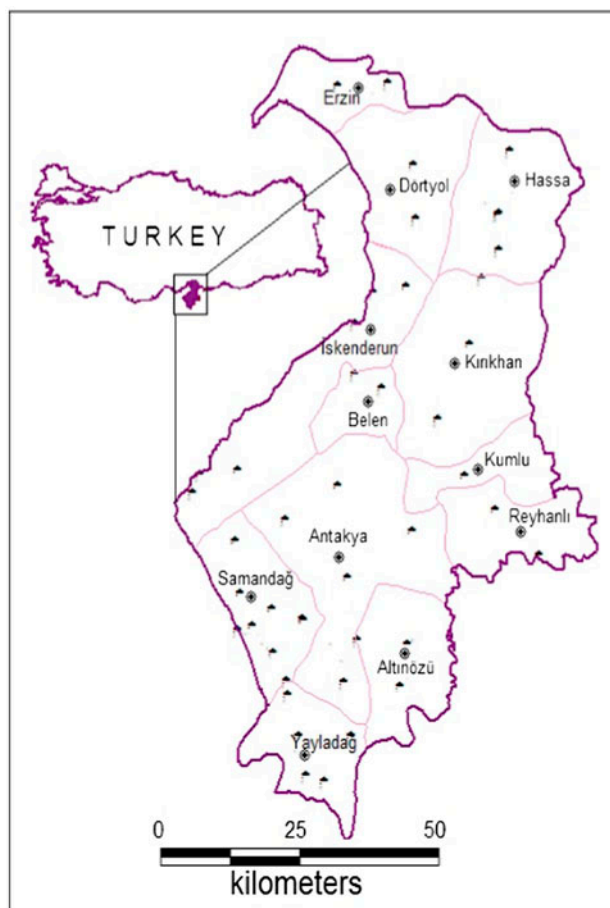 Erzin
Dörtyol
Hassa
TURKEY
İskenderun
Kırıkhan
Belen
Kumlu
Reyhanlı
Antakya
Samandağ
Altınözü
Yayladağ
0 25 50
kilometers